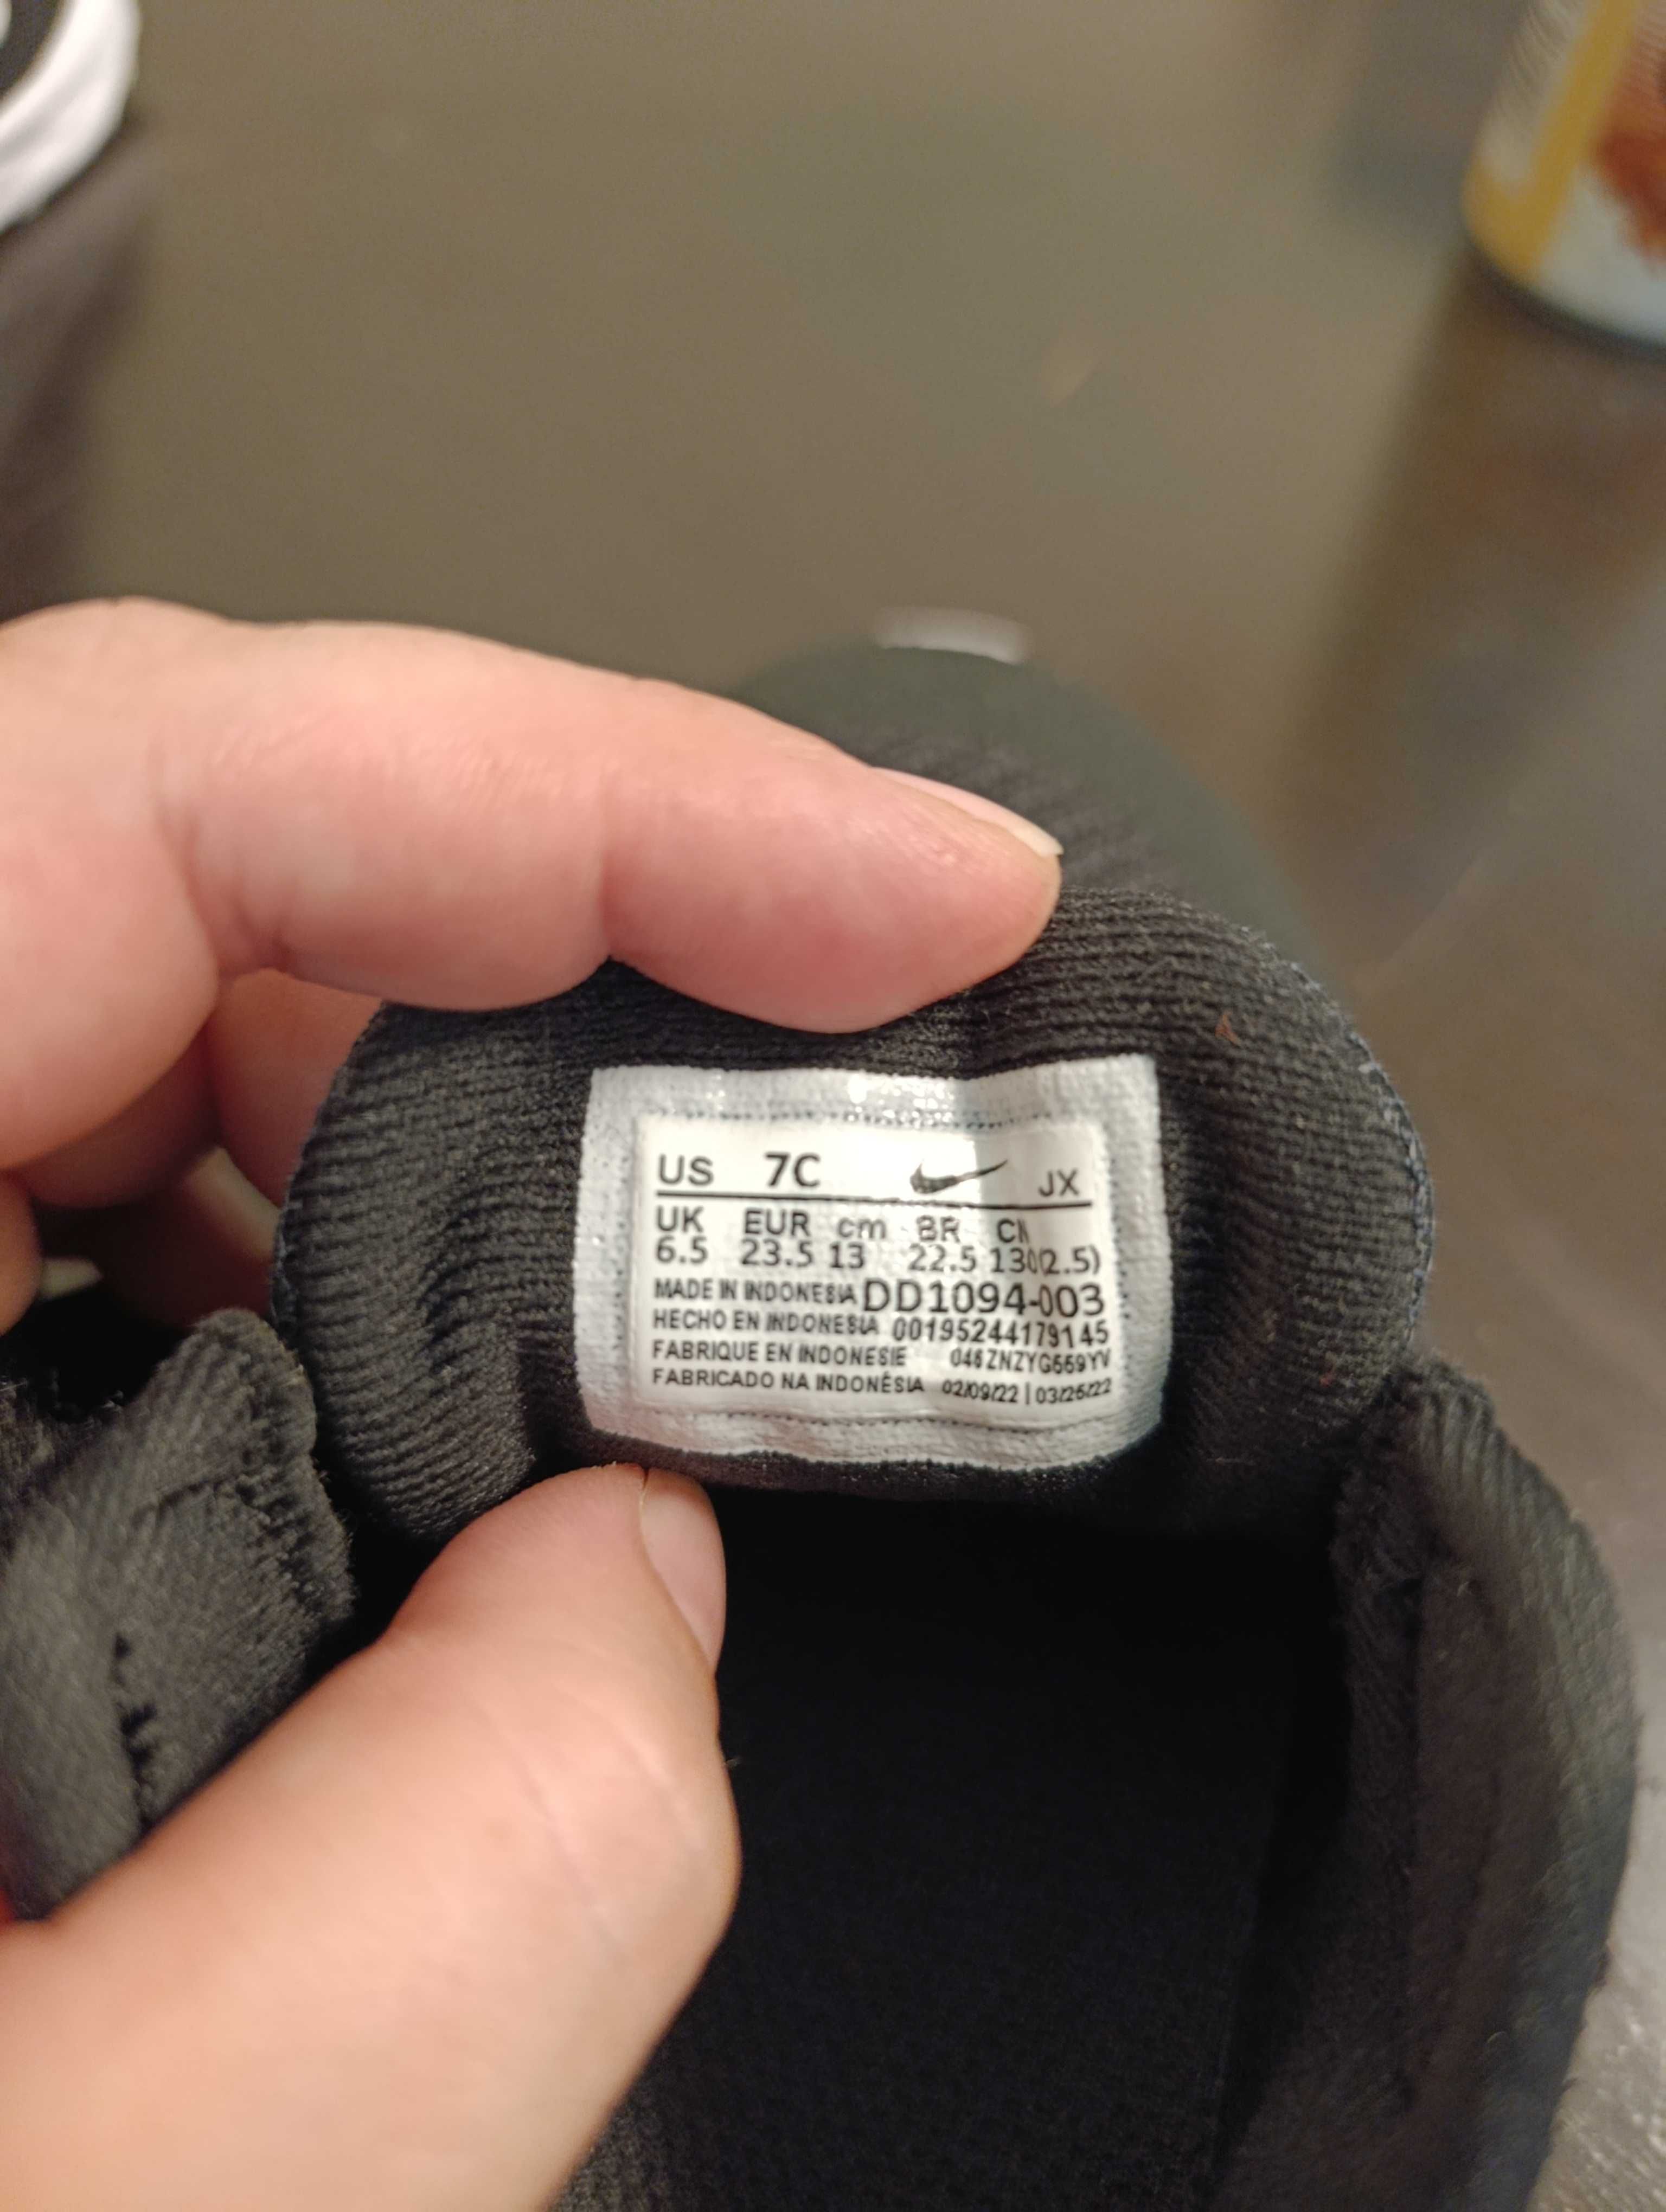 US 7C JX
UK EUR cm BR CN
6.5 23.5 13 22.5 130(2.5)
MADE IN INDONESIA DD1094-003
HECHO EN INDONESIA 00195244179145
FABRIQUE EN INDONESIE 046ZNZYG569YV
FABRICADO NA INDONÊSIA 02/09/22 | 03/26/22